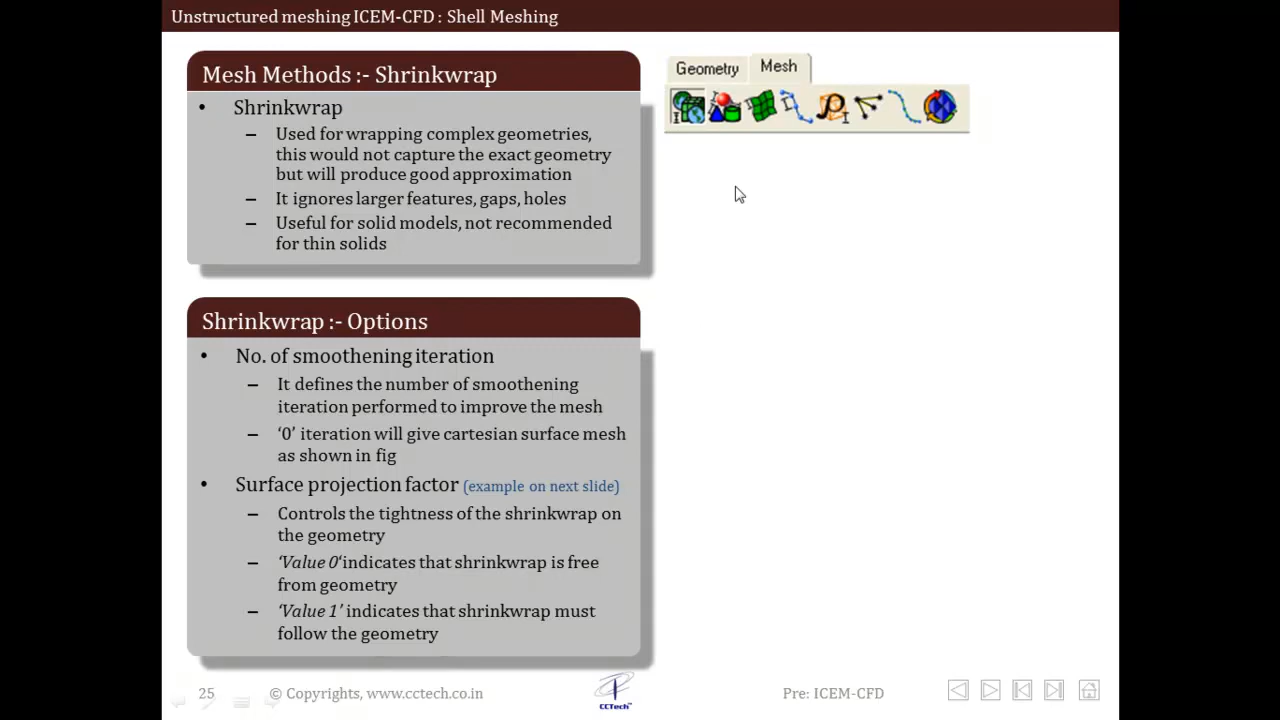 Unstructured meshing ICEM-CFD : Shell Meshing
Mesh Methods :- Shrinkwrap
• Shrinkwrap
– Used for wrapping complex geometries,
this would not capture the exact geometry
but will produce good approximation
– It ignores larger features, gaps, holes
– Useful for solid models, not recommended
for thin solids
Geometry Mesh
Shrinkwrap :- Options
• No. of smoothening iteration
– It defines the number of smoothening
iteration performed to improve the mesh
– ‘0’ iteration will give cartesian surface mesh
as shown in fig
• Surface projection factor (example on next slide)
– Controls the tightness of the shrinkwrap on
the geometry
– ‘Value 0‘indicates that shrinkwrap is free
from geometry
– ‘Value 1’ indicates that shrinkwrap must
follow the geometry
25 © Copyrights, www.cctech.co.in CCTech™ Pre: ICEM-CFD